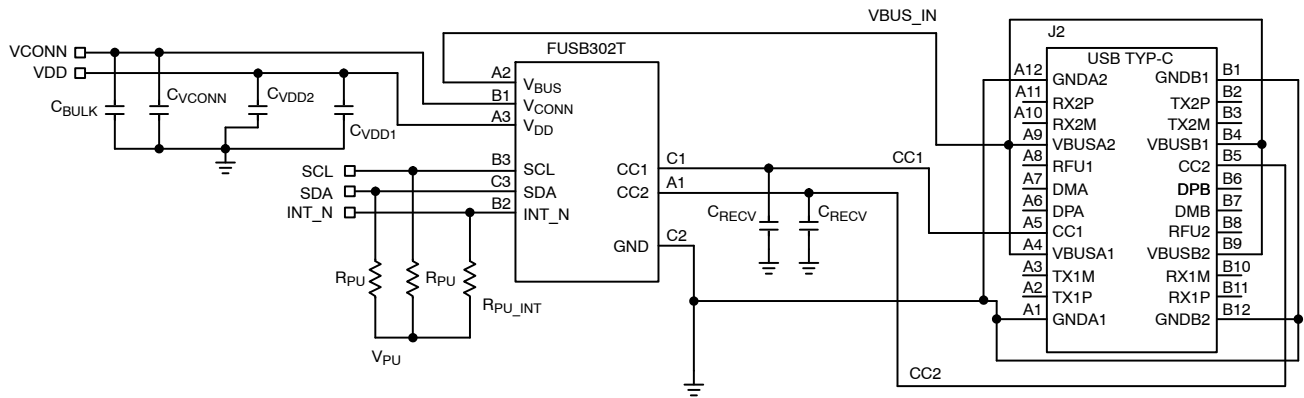 VBUS_IN
J2
FUSB302T
USB TYP-C
VCONN
VDD
CBULK
CVCONN
CVDD2
CVDD1
A2
VBUS
B1
VCONN
A3
VDD
SCL
B3
SCL
SDA
C3
SDA
INT_N
B2
INT_N
CC1
C1
CC1
CC2
A1
GND
C2
CRECV
CRECV
RPU
RPU
RPU_INT
VPU
CC2
A12
GNDA2
GNDB1
B1
A11
RX2P
TX2P
B2
A10
RX2M
TX2M
B3
A9
VBUSA2
VBUSB1
B4
A8
RFU1
CC2
B5
A7
DMA
DPB
B6
A6
DPA
DMB
B7
A5
CC1
RFU2
B8
A4
VBUSA1
VBUSB2
B9
A3
TX1M
RX1M
B10
A2
TX1P
RX1P
B11
A1
GNDA1
GNDB2
B12